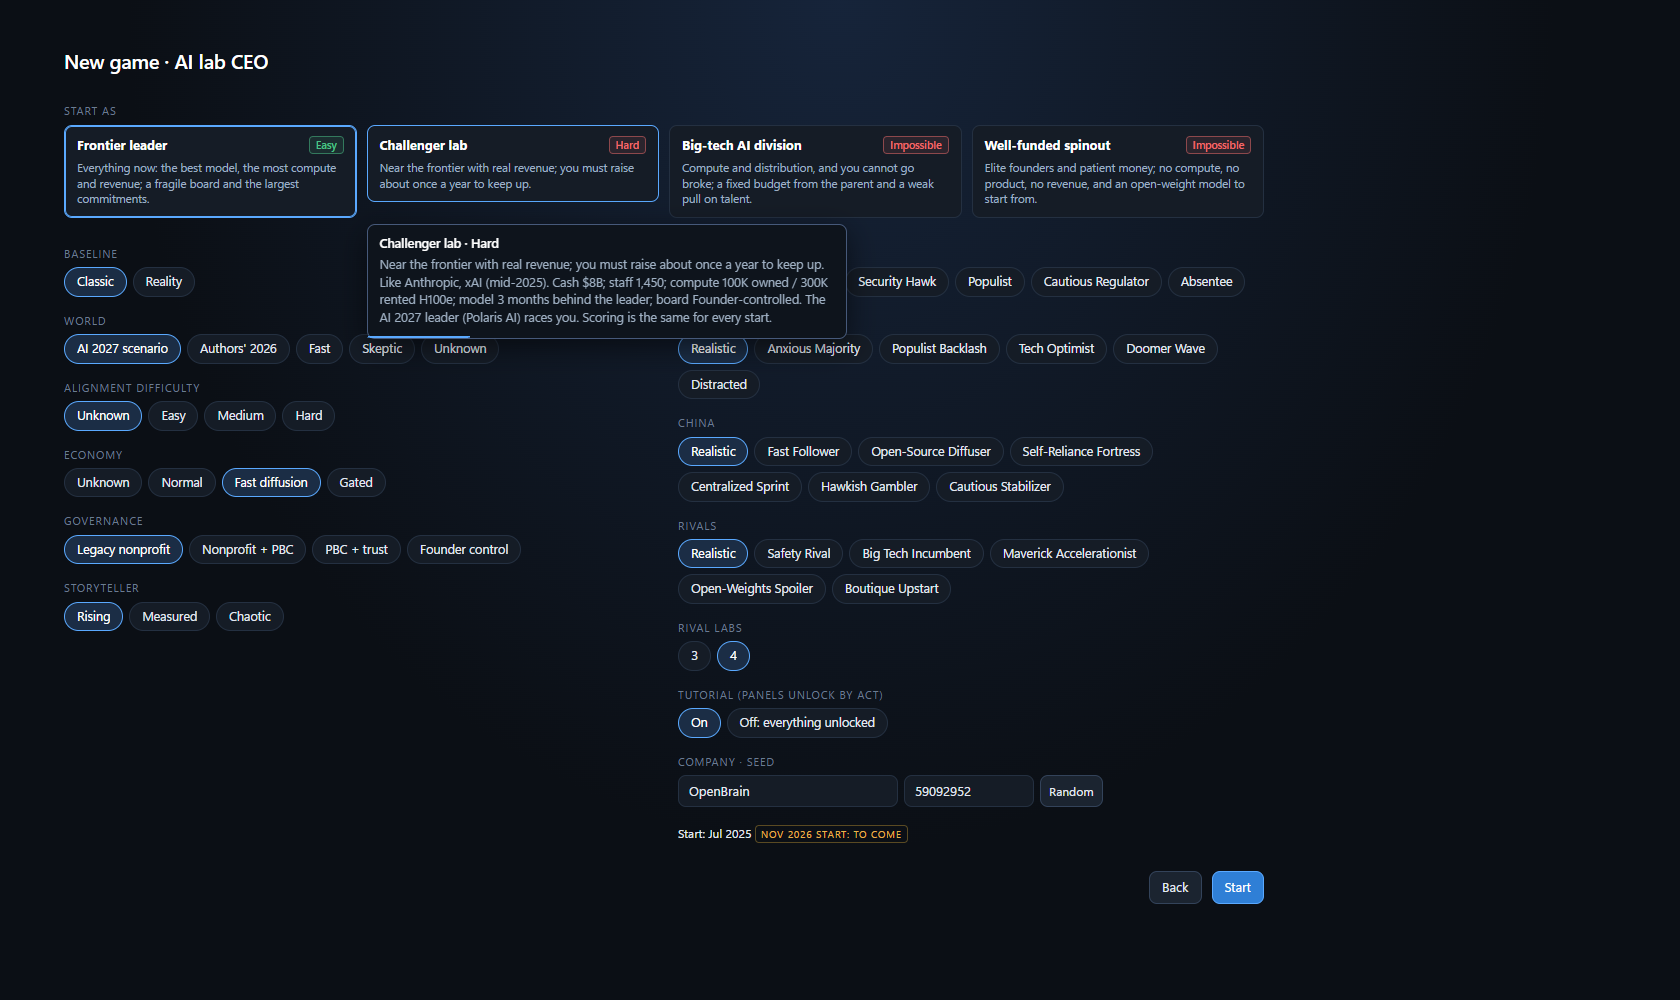 New game · AI lab CEO
START AS
Frontier leader
Easy
Everything now: the best model, the most compute
and revenue; a fragile board and the largest
commitments.
Challenger lab
Hard
Near the frontier with real revenue; you must raise
about once a year to keep up.
Big-tech AI division
Impossible
Compute and distribution, and you cannot go
broke; a fixed budget from the parent and a weak
pull on talent.
Well-funded spinout
Impossible
Elite founders and patient money; no compute, no
product, no revenue, and an open-weight model to
start from.
Challenger lab · Hard
Near the frontier with real revenue; you must raise about once a year to keep up.
Like Anthropic, xAI (mid-2025). Cash $8B; staff 1,450; compute 100K owned / 300K
rented H100e; model 3 months behind the leader; board Founder-controlled. The
AI 2027 leader (Polaris AI) races you. Scoring is the same for every start.
BASELINE
Classic
Reality
WORLD
AI 2027 scenario
Authors' 2026
Fast
Skeptic
Unknown
ALIGNMENT DIFFICULTY
Unknown
Easy
Medium
Hard
ECONOMY
Unknown
Normal
Fast diffusion
Gated
GOVERNANCE
Legacy nonprofit
Nonprofit + PBC
PBC + trust
Founder control
STORYTELLER
Rising
Measured
Chaotic
Security Hawk
Populist
Cautious Regulator
Absentee
Realistic
Anxious Majority
Populist Backlash
Tech Optimist
Doomer Wave
Distracted
CHINA
Realistic
Fast Follower
Open-Source Diffuser
Self-Reliance Fortress
Centralized Sprint
Hawkish Gambler
Cautious Stabilizer
RIVALS
Realistic
Safety Rival
Big Tech Incumbent
Maverick Accelerationist
Open-Weights Spoiler
Boutique Upstart
RIVAL LABS
3
4
TUTORIAL (PANELS UNLOCK BY ACT)
On
Off: everything unlocked
COMPANY · SEED
OpenBrain
59092952
Random
Start: Jul 2025
NOV 2026 START: TO COME
Back
Start